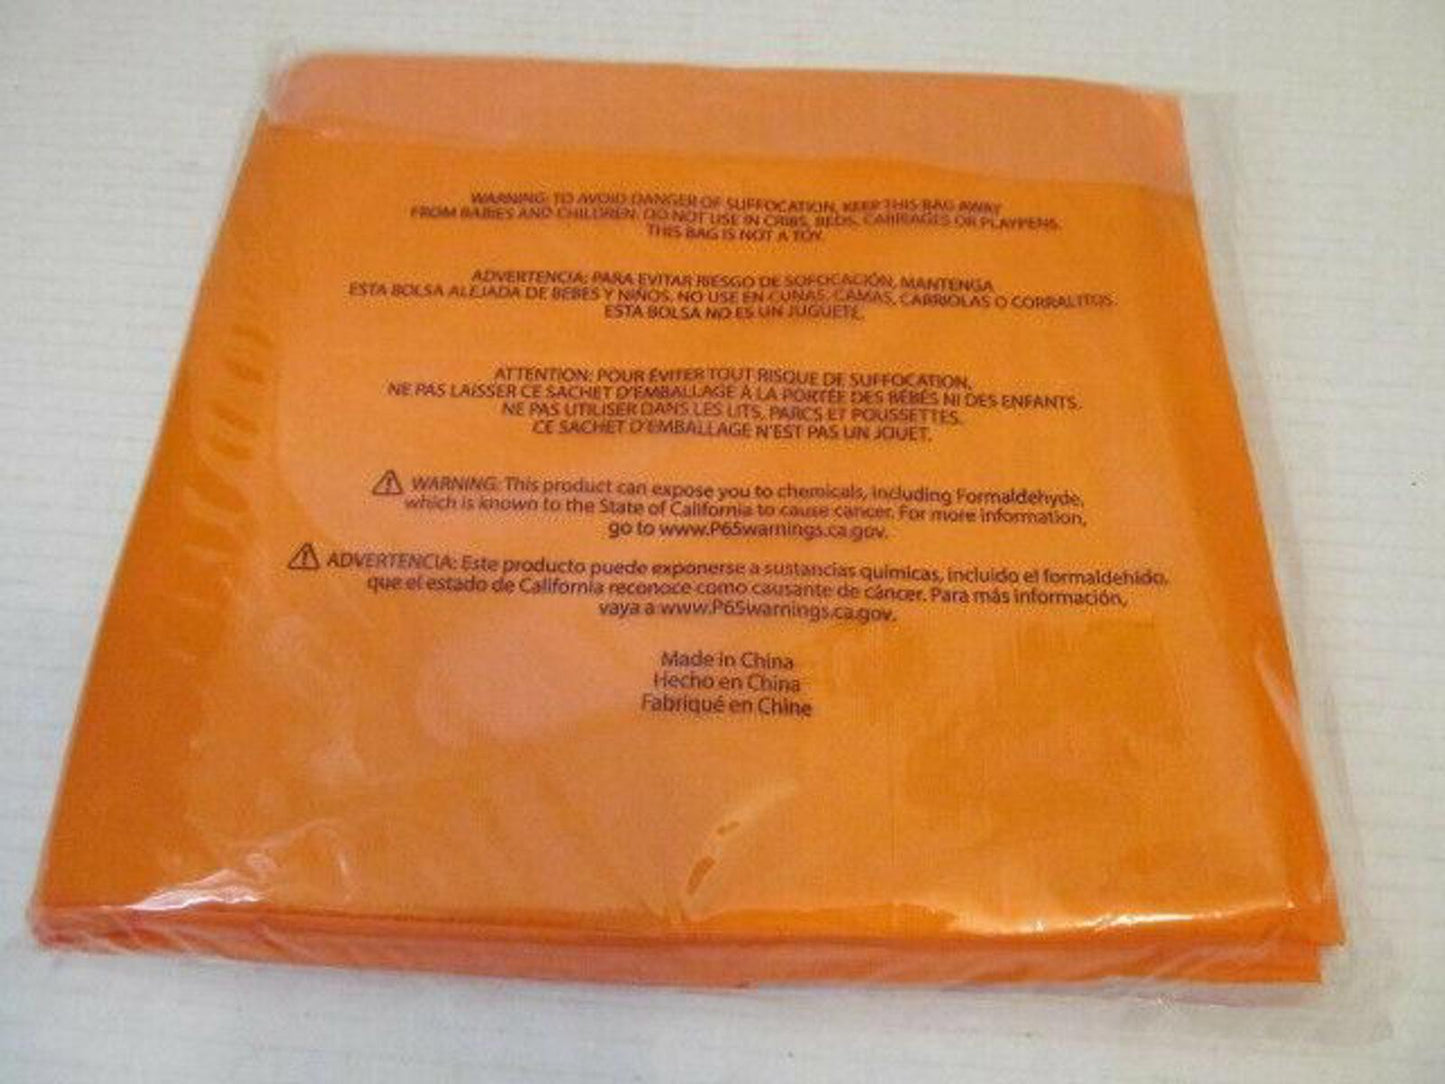 WARNING: TO AVOID DANGER OF SUFFOCATION, KEEP THIS BAG AWAY
FROM BABIES AND CHILDREN. DO NOT USE IN CRIBS, BEDS, CARRIAGES OR PLAYPENS.
THIS BAG IS NOT A TOY.
ADVERTENCIA: PARA EVITAR RIESGO DE SOFOCACIÓN, MANTENGA
ESTA BOLSA ALEJADA DE BEBES Y NIÑOS. NO USE EN CUNAS, CAMAS, CARRIOLAS O CORRALITOS.
ESTA BOLSA NO ES UN JUGUETE.
ATTENTION: POUR ÉVITER TOUT RISQUE DE SUFFOCATION,
NE PAS LAISSER CE SACHET D'EMBALLAGE À LA PORTÉE DES BÉBÉS NI DES ENFANTS.
NE PAS UTILISER DANS LES LITS, PARCS ET POUSSETTES.
CE SACHET D'EMBALLAGE N'EST PAS UN JOUET.
⚠ WARNING: This product can expose you to chemicals, including Formaldehyde,
which is known to the State of California to cause cancer. For more information,
go to www.P65warnings.ca.gov.
⚠ ADVERTENCIA: Este producto puede exponerse a sustancias químicas, incluido el formaldehído,
que el estado de California reconoce como causante de cáncer. Para más información,
vaya a www.P65warnings.ca.gov.
Made in China
Hecho en China
Fabriqué en Chine